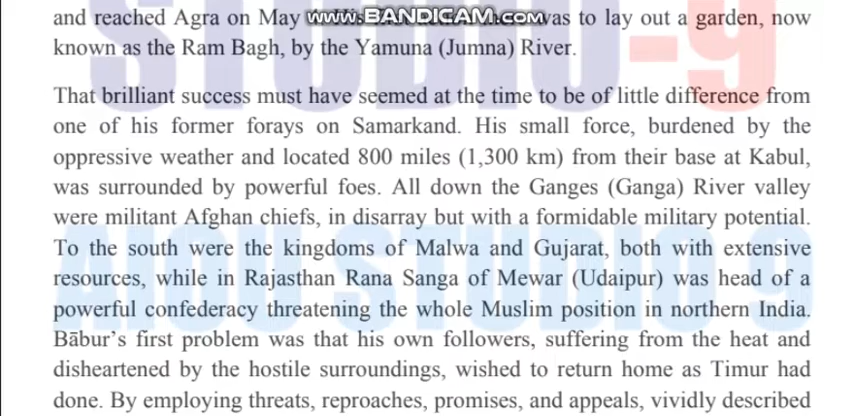 www.BANDICAM.com
STUDIO-9
and reached Agra on May was to lay out a garden, now
known as the Ram Bagh, by the Yamuna (Jumna) River.
That brilliant success must have seemed at the time to be of little difference from
one of his former forays on Samarkand. His small force, burdened by the
oppressive weather and located 800 miles (1,300 km) from their base at Kabul,
was surrounded by powerful foes. All down the Ganges (Ganga) River valley
were militant Afghan chiefs, in disarray but with a formidable military potential.
To the south were the kingdoms of Malwa and Gujarat, both with extensive
resources, while in Rajasthan Rana Sanga of Mewar (Udaipur) was head of a
powerful confederacy threatening the whole Muslim position in northern India.
AIOU STUDIO 9
Bābur’s first problem was that his own followers, suffering from the heat and
disheartened by the hostile surroundings, wished to return home as Timur had
done. By employing threats, reproaches, promises, and appeals, vividly described